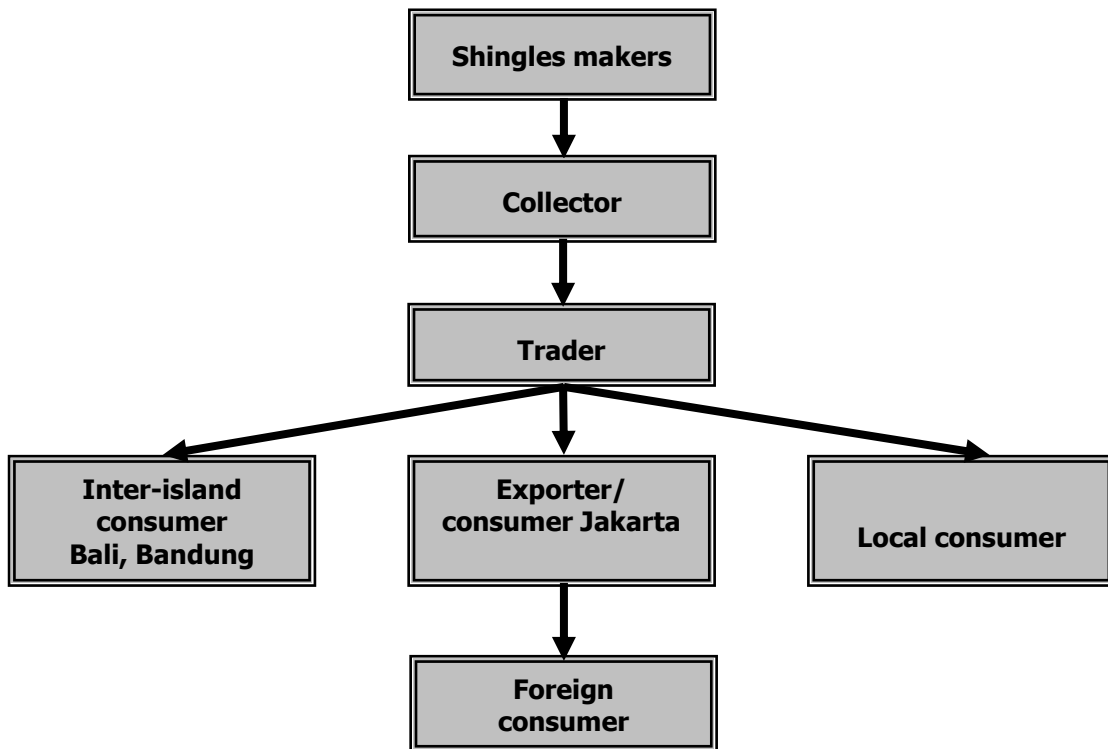 Shingles makers
Collector
Trader
Inter-island
consumer
Bali, Bandung
Exporter/
consumer Jakarta
Local consumer
Foreign
consumer